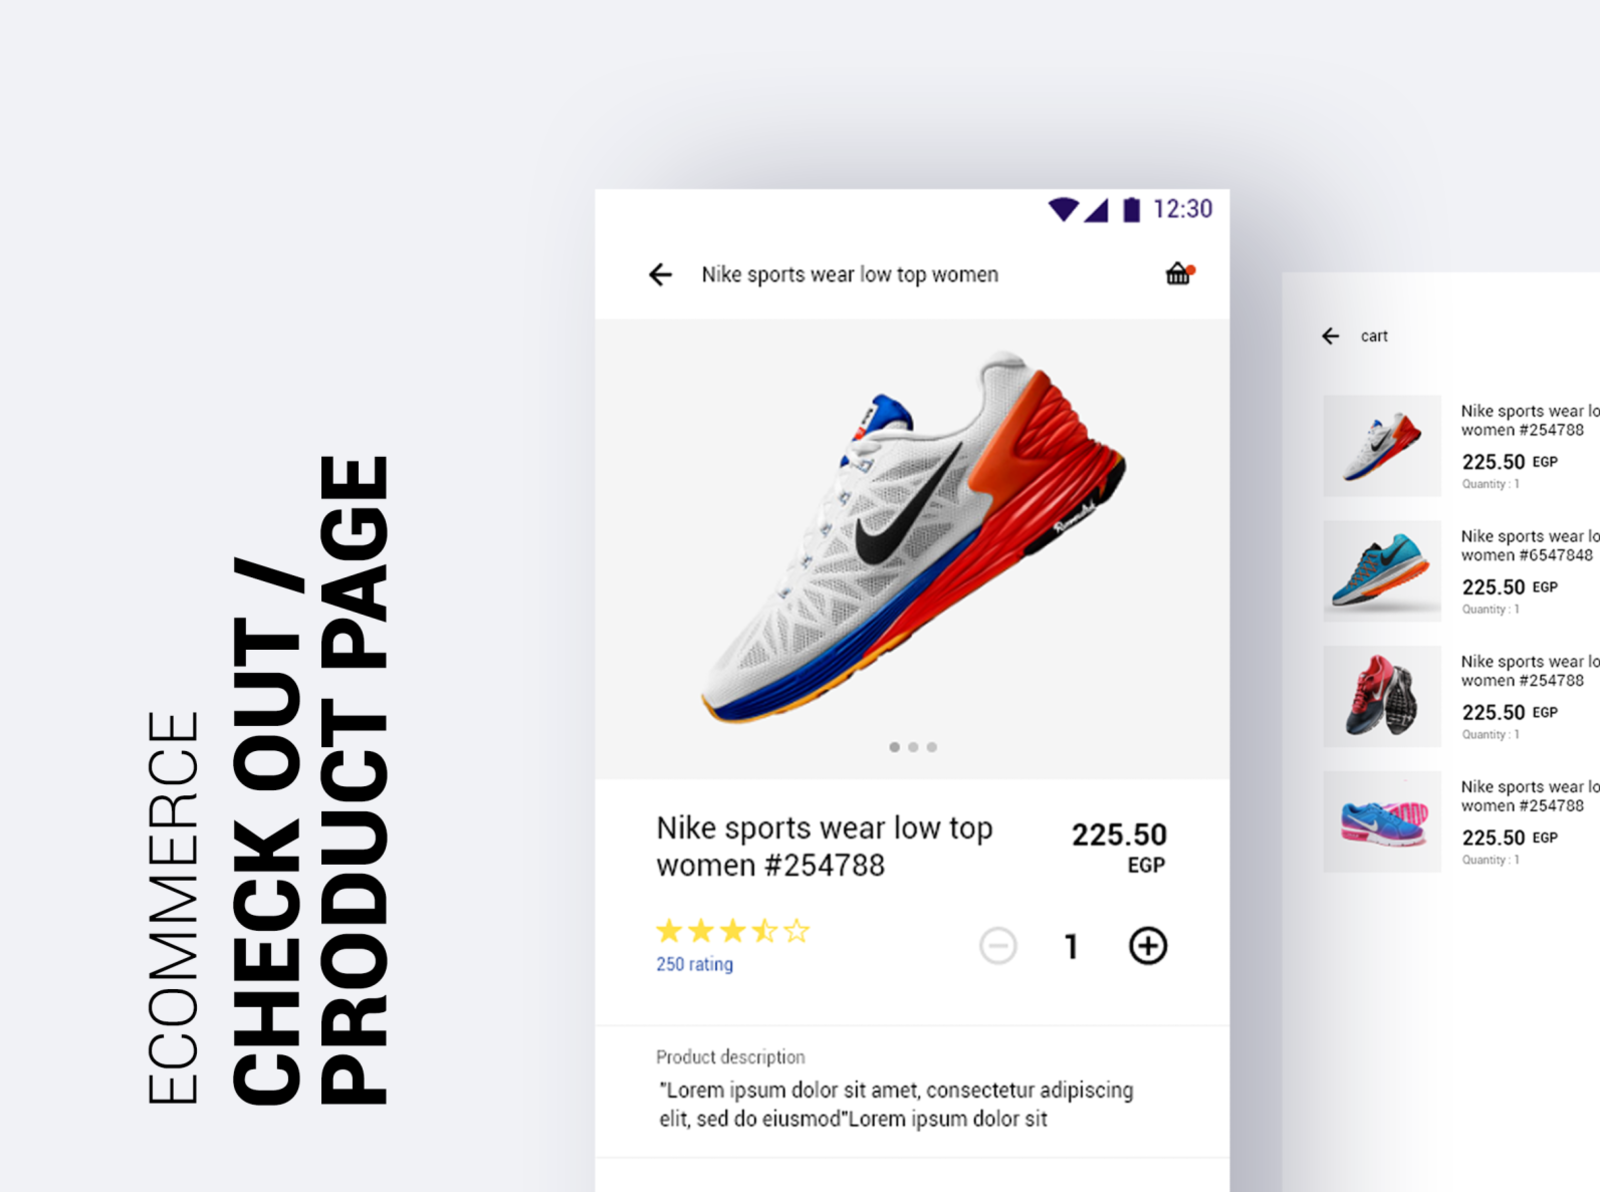 ECOMMERCE
CHECK OUT /
PRODUCT PAGE
12:30
Nike sports wear low top women
Nike sports wear low top
women #254788
225.50
EGP
250 rating
1
Product description
"Lorem ipsum dolor sit amet, consectetur adipiscing
elit, sed do eiusmod"Lorem ipsum dolor sit
cart
Nike sports wear lo
women #254788
225.50 EGP
Quantity : 1
Nike sports wear lo
women #6547848
225.50 EGP
Quantity : 1
Nike sports wear lo
women #254788
225.50 EGP
Quantity : 1
Nike sports wear lo
women #254788
225.50 EGP
Quantity : 1